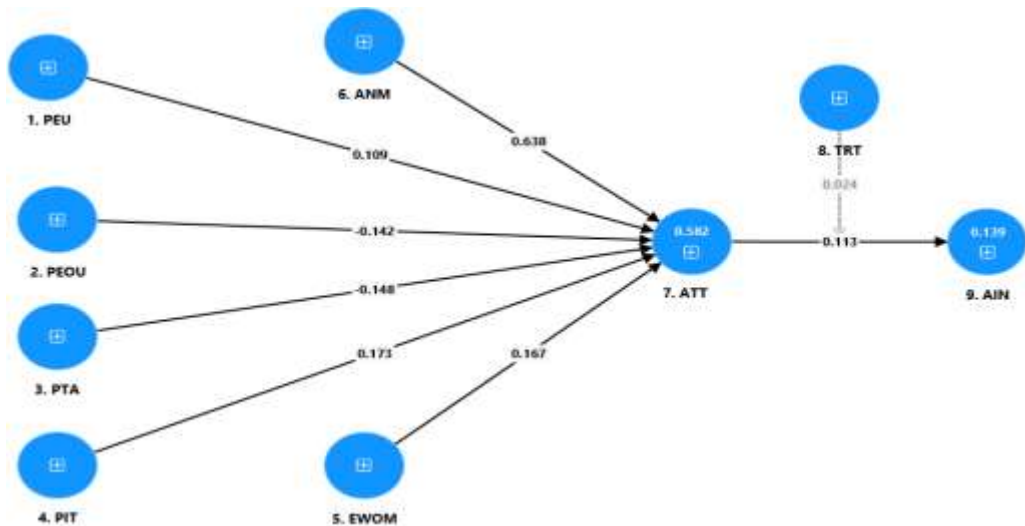 6. ANM
1. PEU
8. TRT
0.638
0.109
0.024
-0.142
0.582
0.113
0.139
2. PEOU
7. ATT
9. AIN
-0.148
0.173
0.167
3. PTA
4. PIT
5. EWOM